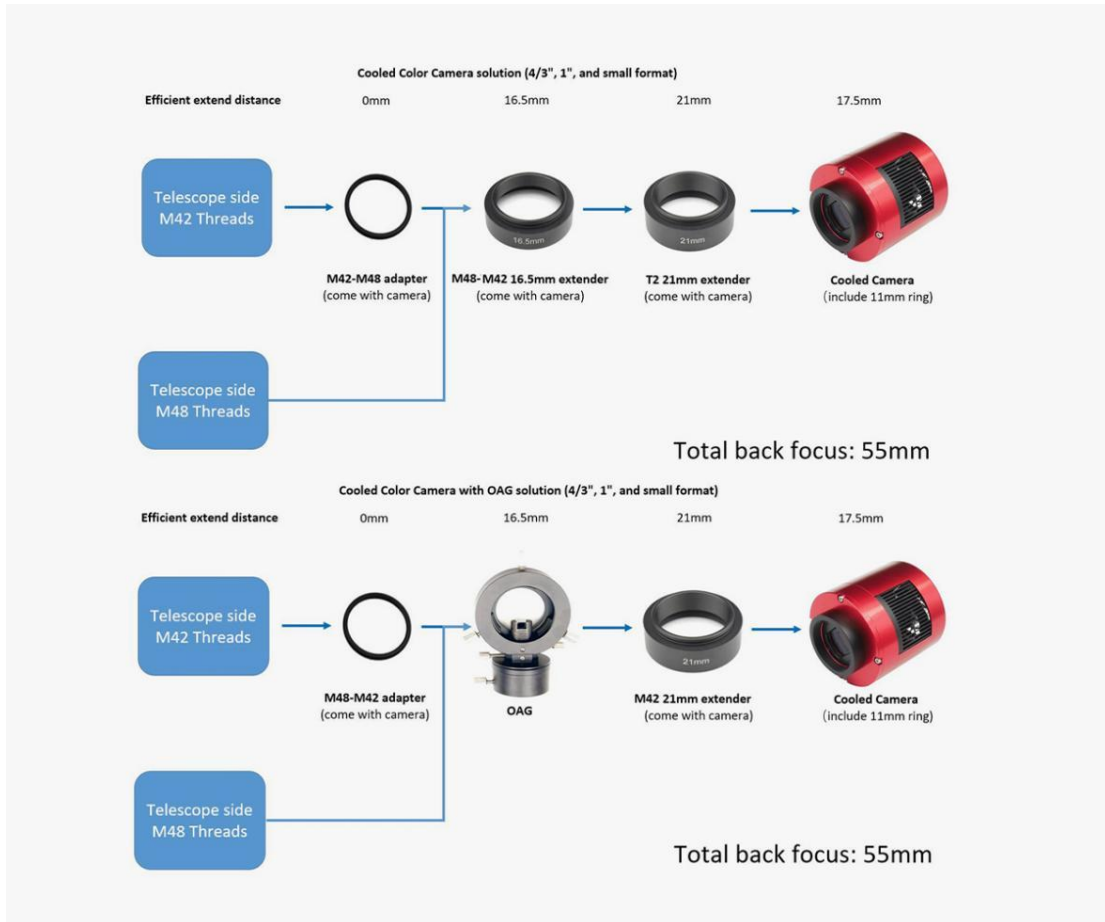 Cooled Color Camera solution (4/3", 1", and small format)
Efficient extend distance 0mm 16.5mm 21mm 17.5mm
Telescope side
M42 Threads
16.5mm
21mm
M42-M48 adapter
(come with camera)
M48-M42 16.5mm extender
(come with camera)
T2 21mm extender
(come with camera)
Cooled Camera
(include 11mm ring)
Telescope side
M48 Threads
Total back focus: 55mm
Cooled Color Camera with OAG solution (4/3", 1", and small format)
Efficient extend distance 0mm 16.5mm 21mm 17.5mm
Telescope side
M42 Threads
21mm
M48-M42 adapter
(come with camera)
OAG
M42 21mm extender
(come with camera)
Cooled Camera
(include 11mm ring)
Telescope side
M48 Threads
Total back focus: 55mm